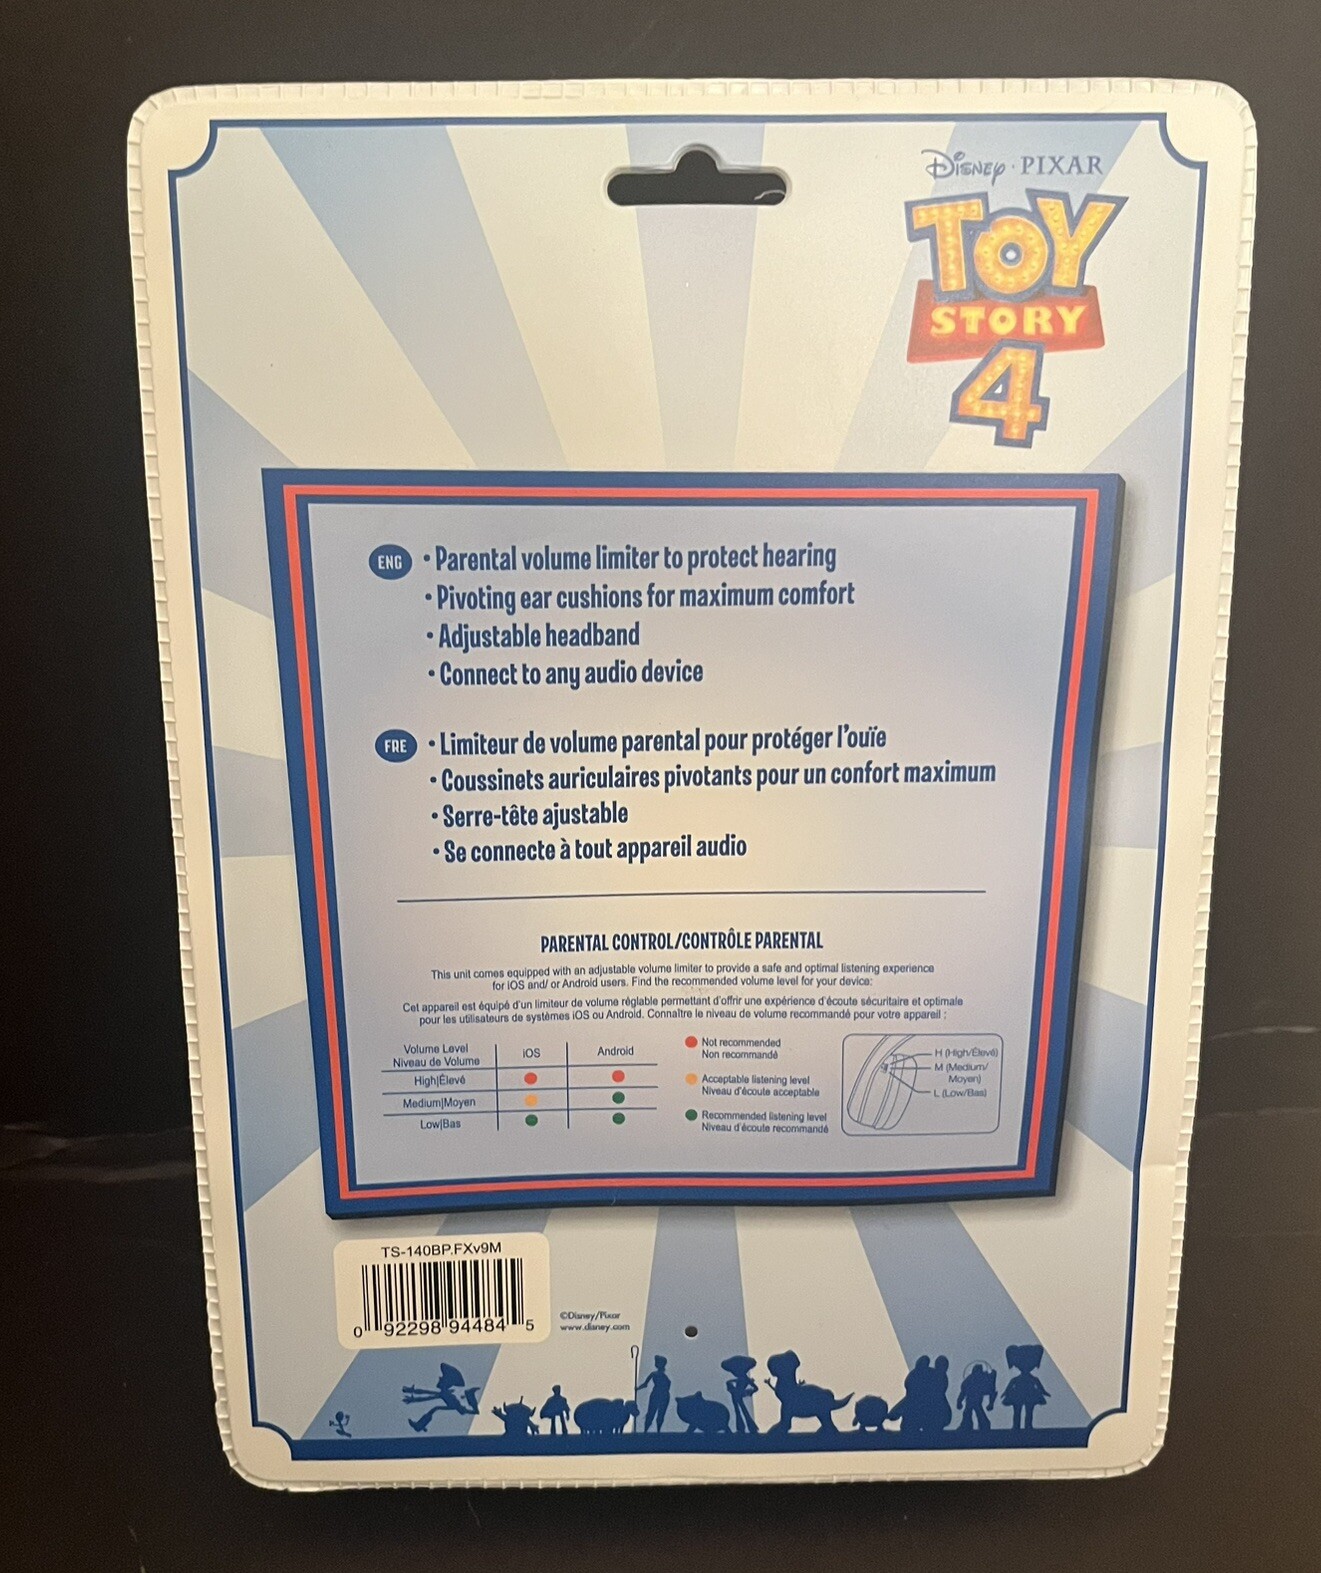 Disney · PIXAR
TOY
STORY
4
ENG • Parental volume limiter to protect hearing
• Pivoting ear cushions for maximum comfort
• Adjustable headband
• Connect to any audio device
FRE • Limiteur de volume parental pour protéger l'ouïe
• Coussinets auriculaires pivotants pour un confort maximum
• Serre-tête ajustable
• Se connecte à tout appareil audio
PARENTAL CONTROL/CONTRÔLE PARENTAL
This unit comes equipped with an adjustable volume limiter to provide a safe and optimal listening experience
for iOS and/ or Android users. Find the recommended volume level for your device:
Cet appareil est équipé d'un limiteur de volume réglable permettant d'offrir une expérience d'écoute sécuritaire et optimale
pour les utilisateurs de systèmes iOS ou Android. Connaître le niveau de volume recommandé pour votre appareil :
Volume Level
Niveau de Volume
iOS
Android
High|Élevé
Medium|Moyen
Low|Bas
Not recommended
Non recommandé
Acceptable listening level
Niveau d'écoute acceptable
Recommended listening level
Niveau d'écoute recommandé
H (High/Élevé)
M (Medium/
Moyen)
L (Low/Bas)
TS-140BP.FXv9M
0 92298 94484 5
©Disney/Pixar
www.disney.com